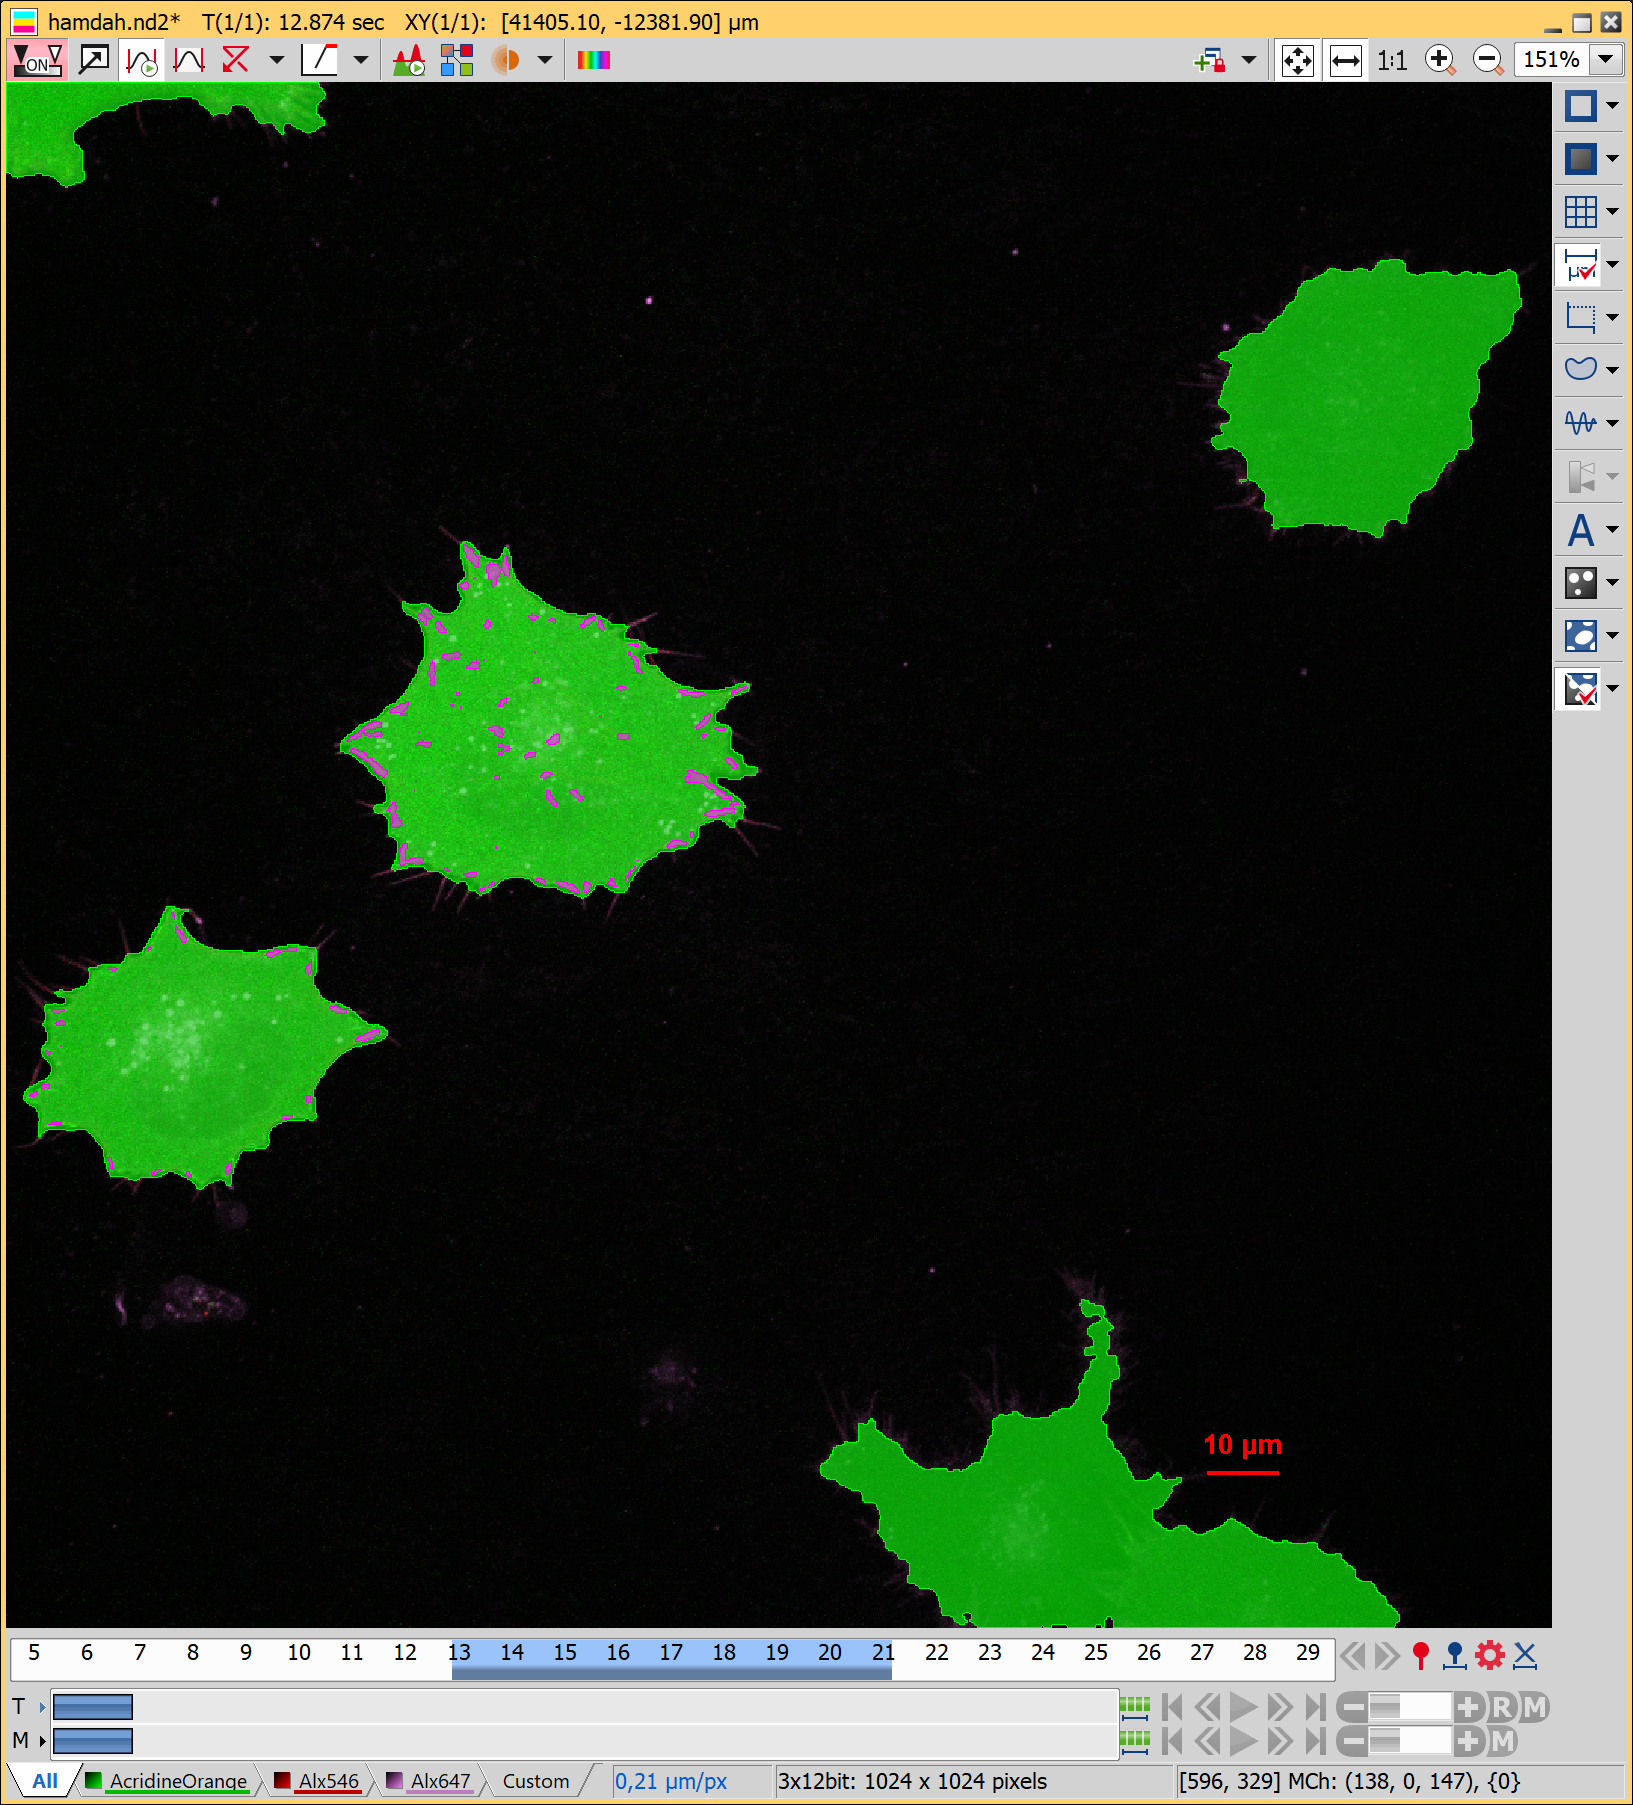 hamdah.nd2* T(1/1): 12.874 sec XY(1/1): [41405.10, -12381.90] µm
ON 1:1 151%
µm
A
10 µm
5 6 7 8 9 10 11 12 13 14 15 16 17 18 19 20 21 22 23 24 25 26 27 28 29
T R M
M M
All AcridineOrange Alx546 Alx647 Custom 0,21 µm/px 3x12bit: 1024 x 1024 pixels [596, 329] MCh: (138, 0, 147), {0}